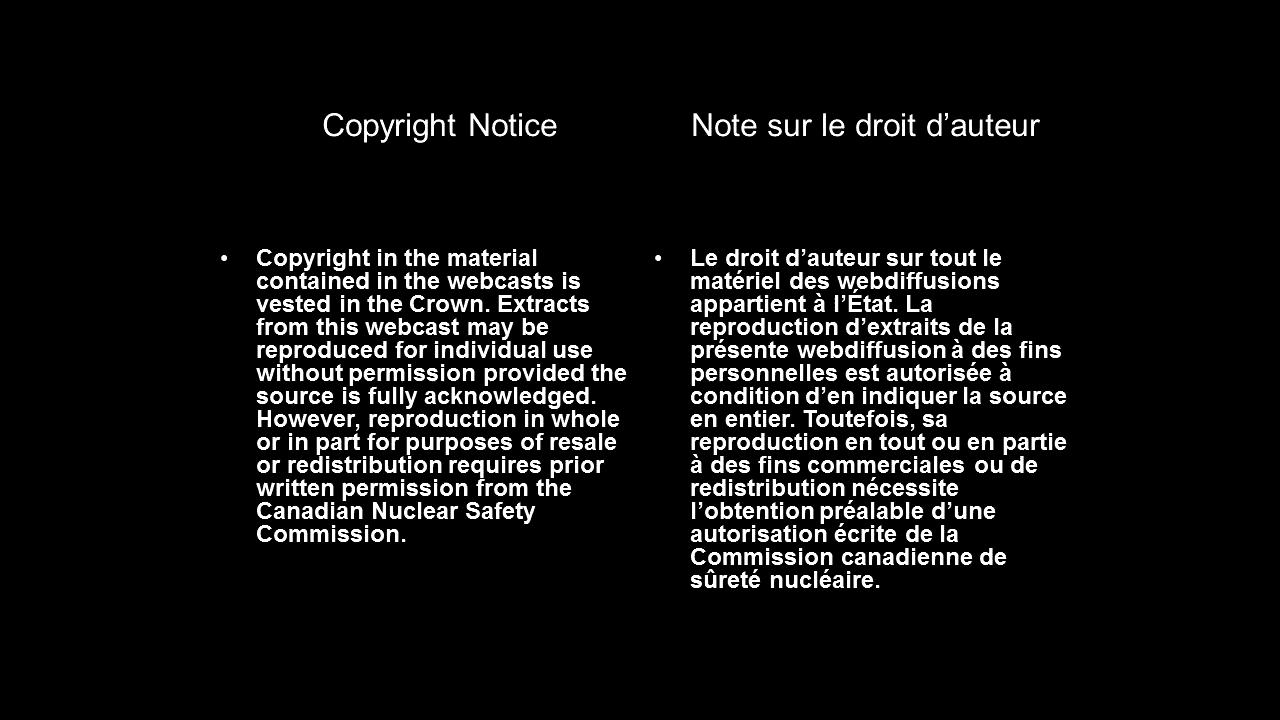 Copyright Notice
Copyright in the material
contained in the webcasts is
vested in the Crown. Extracts
from this webcast may be
reproduced for individual use
without permission provided the
source is fully acknowledged.
However, reproduction in whole
or in part for purposes of resale
or redistribution requires prior
written permission from the
Canadian Nuclear Safety
Commission.
Note sur le droit d’auteur
Le droit d’auteur sur tout le
matériel des webdiffusions
appartient à l’État. La
reproduction d’extraits de la
présente webdiffusion à des fins
personnelles est autorisée à
condition d’en indiquer la source
en entier. Toutefois, sa
reproduction en tout ou en partie
à des fins commerciales ou de
redistribution nécessite
l’obtention préalable d’une
autorisation écrite de la
Commission canadienne de
sûreté nucléaire.